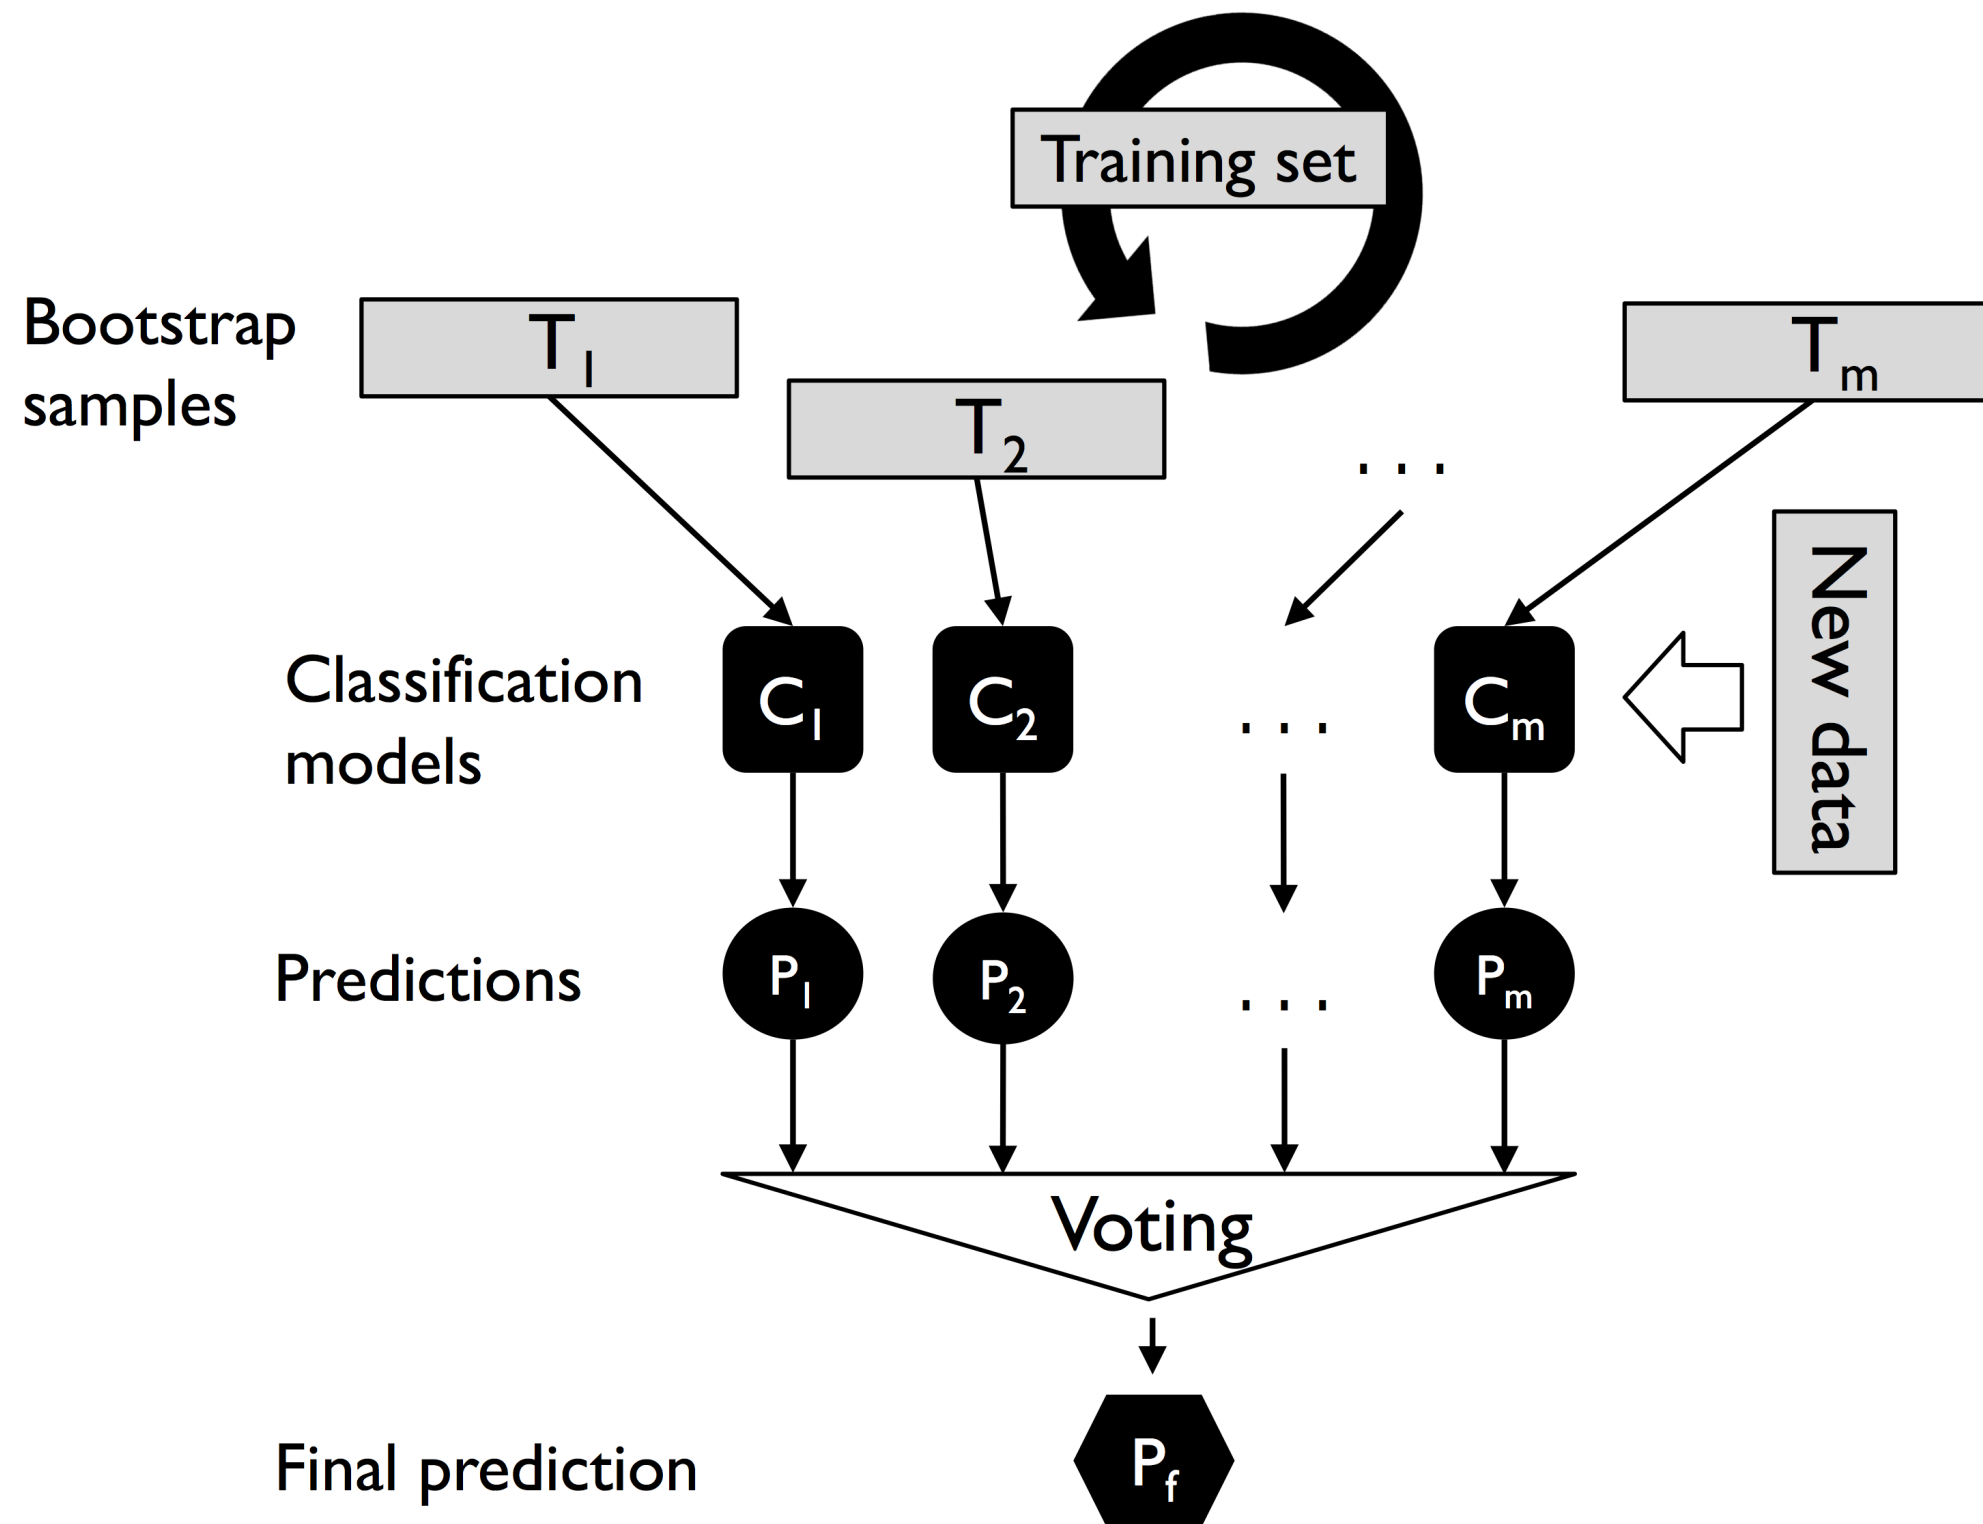 Training set
Bootstrap
samples
T1
T2
Tm
. . .
New data
Classification
models
C1
C2
. . .
Cm
Predictions
P1
P2
. . .
Pm
Voting
Final prediction
Pf